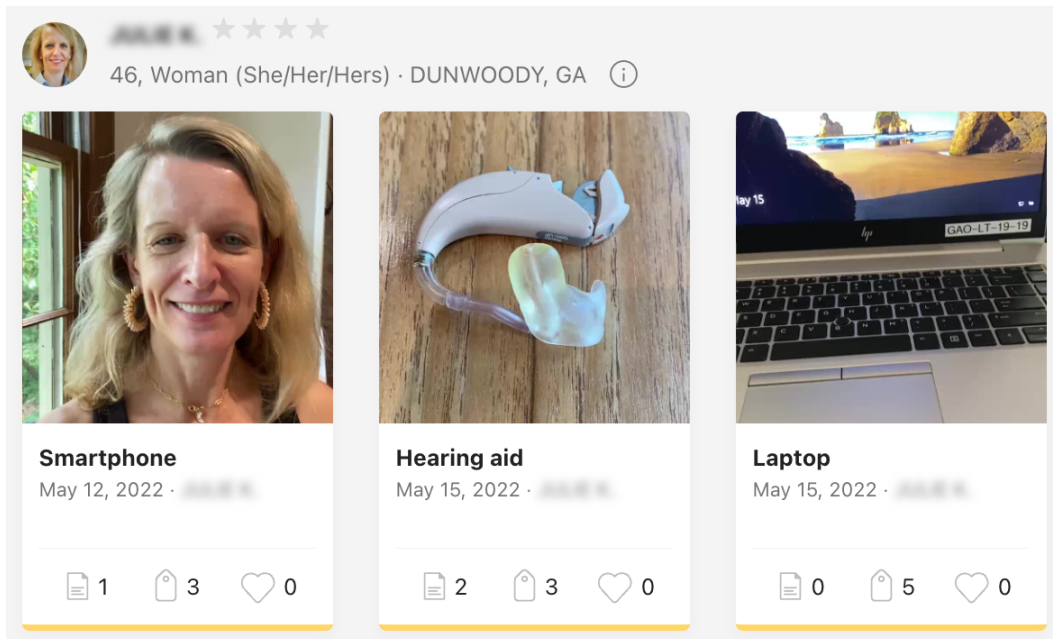 46, Woman (She/Her/Hers) · DUNWOODY, GA
Smartphone
May 12, 2022 ·
1 3 0
Hearing aid
May 15, 2022 ·
2 3 0
May 15
hp
GAO-LT-19-19
Laptop
May 15, 2022 ·
0 5 0